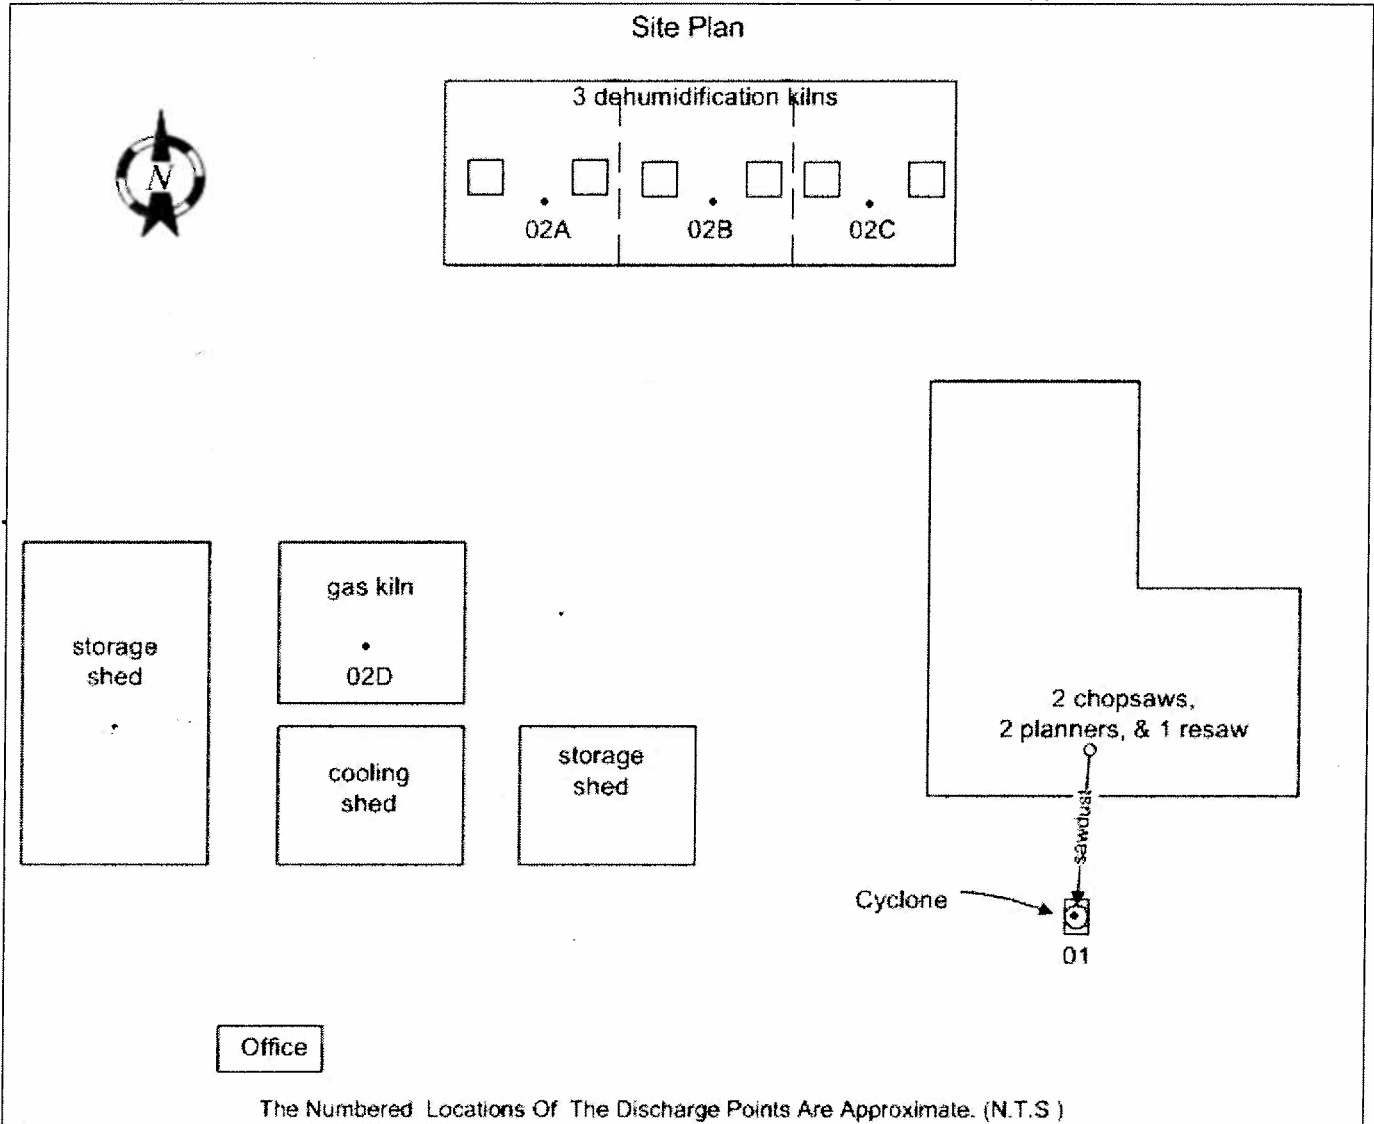 Site Plan
3 dehumidification kilns
N
02A
02B
02C
gas kiln
02D
storage
shed
cooling
shed
storage
shed
2 chopsaws,
2 planners, & 1 resaw
sawdust
Cyclone
01
Office
The Numbered Locations Of The Discharge Points Are Approximate. (N.T.S )